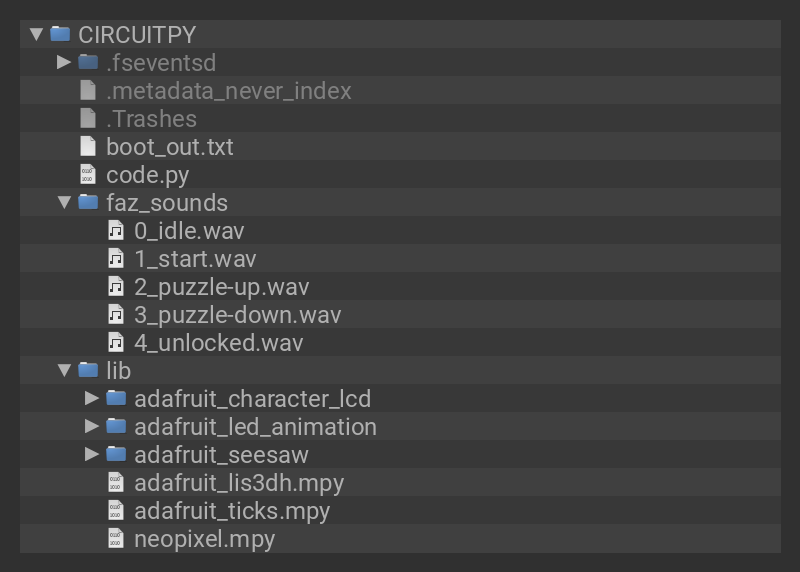 CIRCUITPY
.fseventsd
.metadata_never_index
.Trashes
boot_out.txt
code.py
faz_sounds
0_idle.wav
1_start.wav
2_puzzle-up.wav
3_puzzle-down.wav
4_unlocked.wav
lib
adafruit_character_lcd
adafruit_led_animation
adafruit_seesaw
adafruit_lis3dh.mpy
adafruit_ticks.mpy
neopixel.mpy